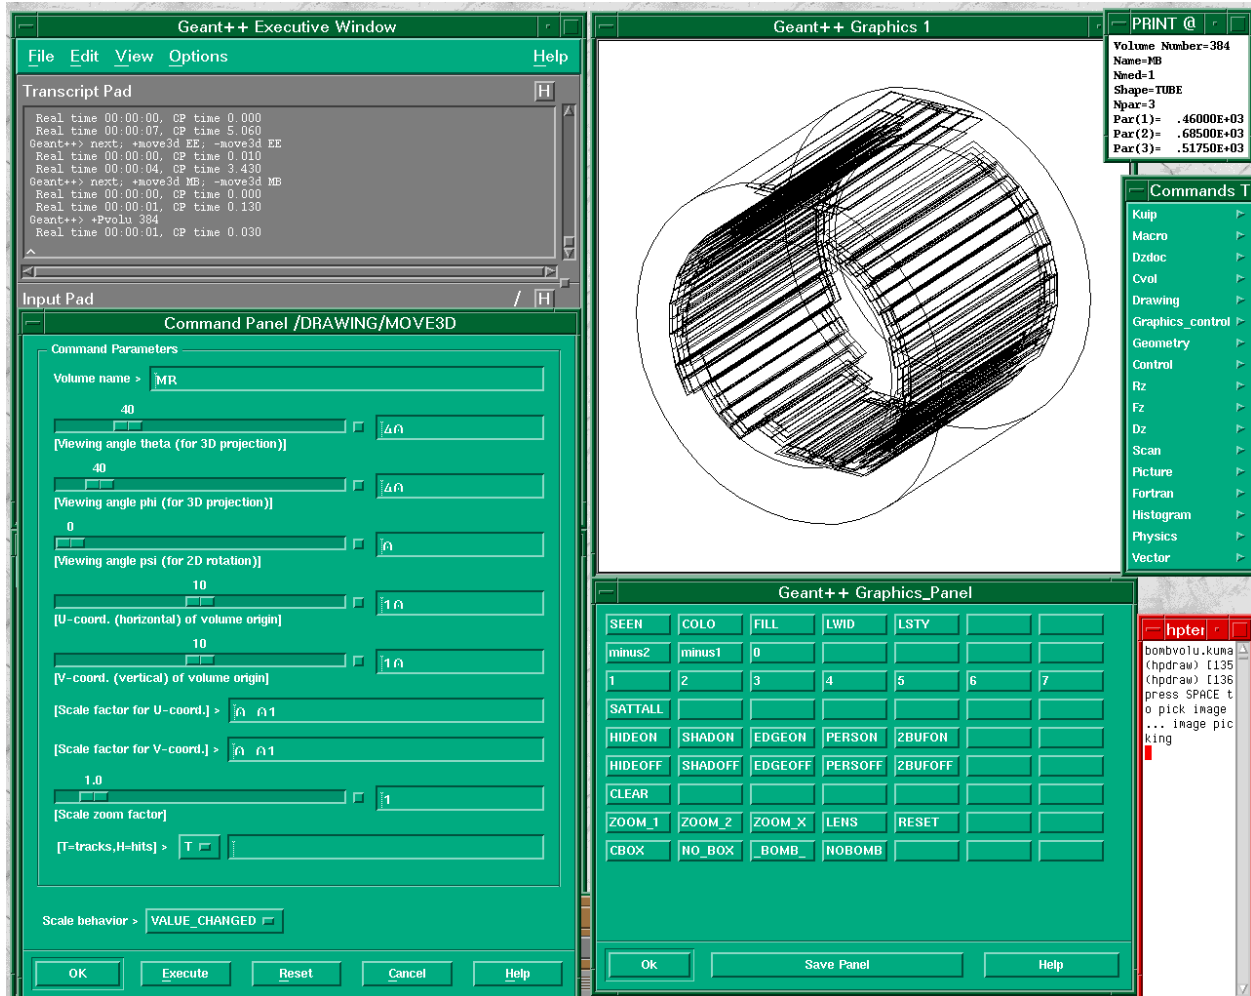 Geant++ Executive Window
File Edit View Options Help
Transcript Pad H
Real time 00:00:00, CP time 0.000
Real time 00:00:07, CP time 5.060
Geant++> next; +move3d EE; -move3d EE
Real time 00:00:00, CP time 0.010
Real time 00:00:04, CP time 3.430
Geant++> next; +move3d MB; -move3d MB
Real time 00:00:00, CP time 0.000
Real time 00:00:01, CP time 0.130
Geant++> +Pvolu 384
Real time 00:00:01, CP time 0.030
^
Input Pad / H
Command Panel /DRAWING/MOVE3D
Command Parameters
Volume name > MB
40
40
[Viewing angle theta (for 3D projection)]
40
40
[Viewing angle phi (for 3D projection)]
0
0
[Viewing angle psi (for 2D rotation)]
10
10
[U-coord. (horizontal) of volume origin]
10
10
[V-coord. (vertical) of volume origin]
[Scale factor for U-coord.] > 0.01
[Scale factor for V-coord.] > 0.01
1.0
1
[Scale zoom factor]
[T=tracks,H=hits] > T
Scale behavior > VALUE_CHANGED
OK Execute Reset Cancel Help
Geant++ Graphics 1
PRINT @
Volume Number=384
Name=MB
Nmed=1
Shape=TUBE
Npar=3
Par(1)= .46000E+03
Par(2)= .68500E+03
Par(3)= .51750E+03
Commands T
Kuip
Macro
Dzdoc
Cvol
Drawing
Graphics_control
Geometry
Control
Rz
Fz
Dz
Scan
Picture
Fortran
Histogram
Physics
Vector
Geant++ Graphics_Panel
SEEN COLO FILL LWID LSTY
minus2 minus1 0
1 2 3 4 5 6 7
SATTALL
HIDEON SHADON EDGEON PERSON 2BUFON
HIDEOFF SHADOFF EDGEOFF PERSOFF 2BUFOFF
CLEAR
ZOOM_1 ZOOM_2 ZOOM_X LENS RESET
CBOX NO_BOX _BOMB_ NOBOMB
Ok Save Panel Help
hpter
bombvolu.kuma
(hpdraw) [135
(hpdraw) [136
press SPACE t
o pick image
... image pic
king